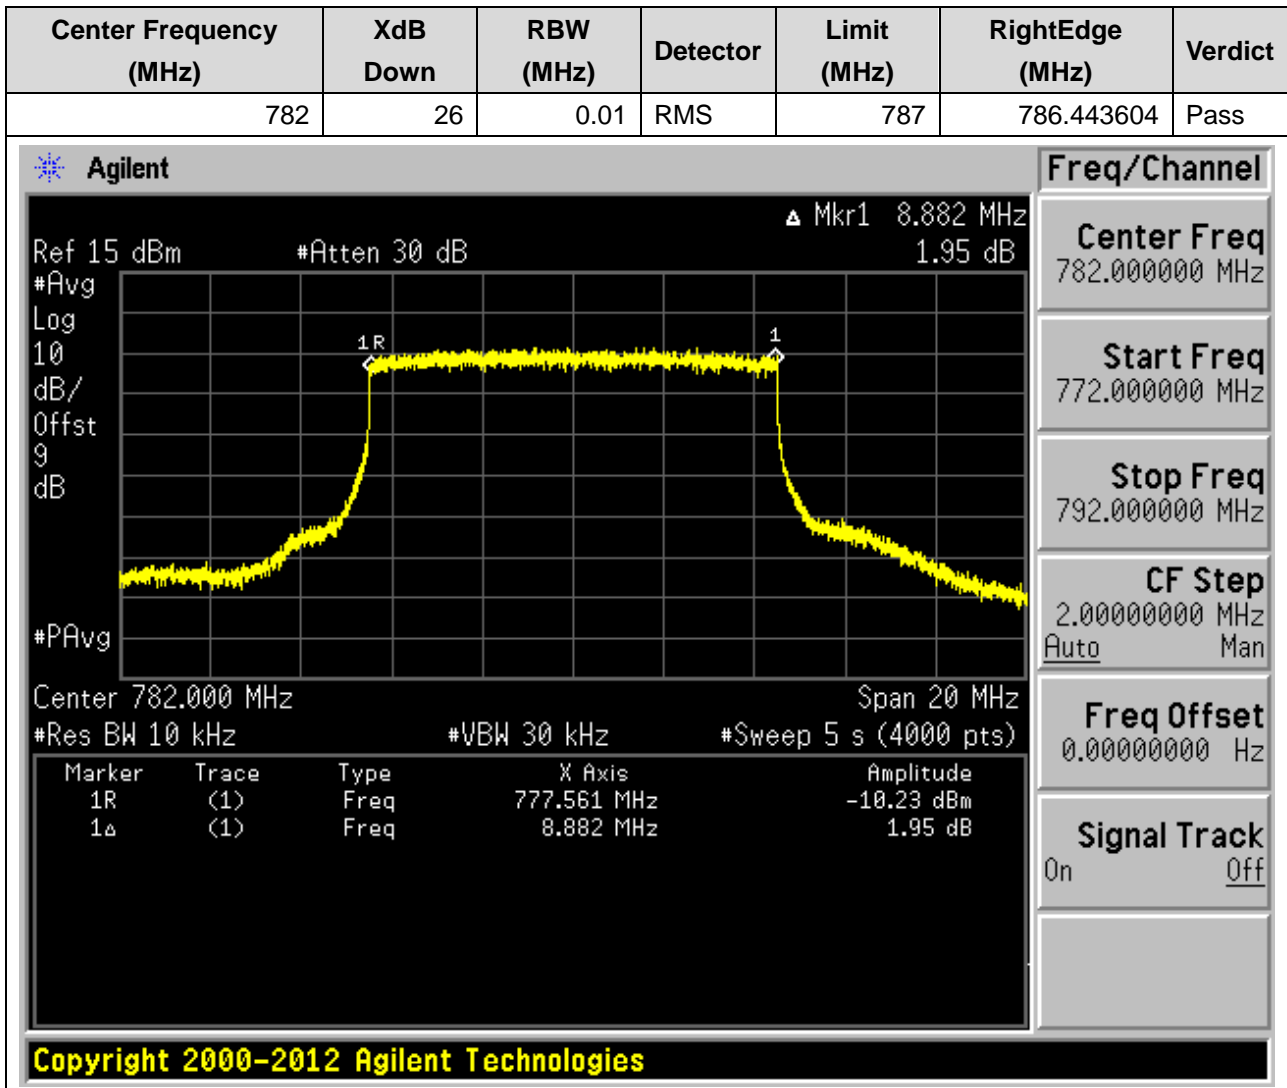 Center Frequency (MHz) XdB Down RBW (MHz) Detector Limit (MHz) RightEdge (MHz) Verdict
782 26 0.01 RMS 787 786.443604 Pass
Agilent
Freq/Channel
Δ Mkr1 8.882 MHz
Ref 15 dBm #Atten 30 dB 1.95 dB
#Avg
Log
10
dB/
Offst
9
dB
#PAvg
1R
1
Center 782.000 MHz Span 20 MHz
#Res BW 10 kHz #VBW 30 kHz #Sweep 5 s (4000 pts)
Marker Trace Type X Axis Amplitude
1R (1) Freq 777.561 MHz -10.23 dBm
1Δ (1) Freq 8.882 MHz 1.95 dB
Center Freq
782.000000 MHz
Start Freq
772.000000 MHz
Stop Freq
792.000000 MHz
CF Step
2.00000000 MHz
Auto Man
Freq Offset
0.00000000 Hz
Signal Track
On Off
Copyright 2000-2012 Agilent Technologies